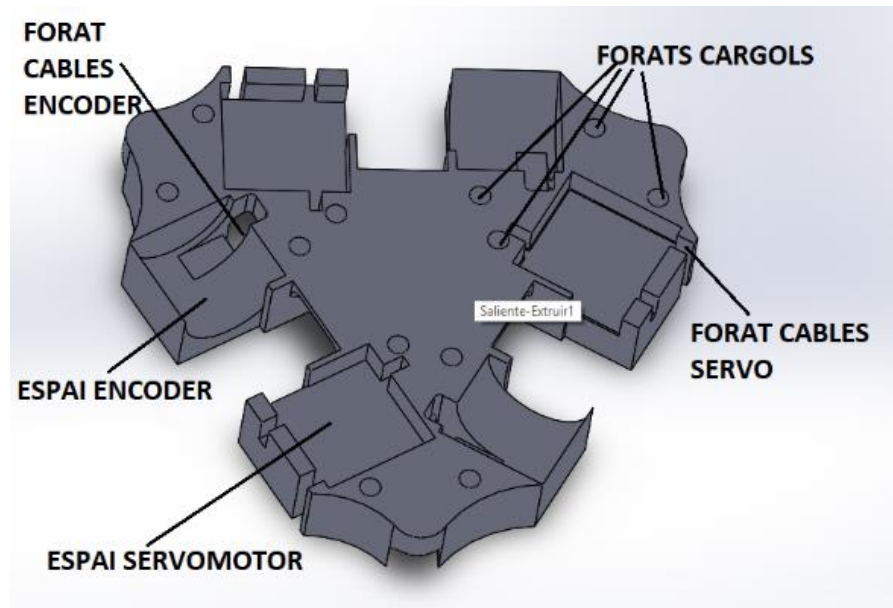 FORAT
CABLES
ENCODER
FORATS CARGOLS
Saliente-Extruir1
FORAT CABLES
SERVO
ESPAI ENCODER
ESPAI SERVOMOTOR